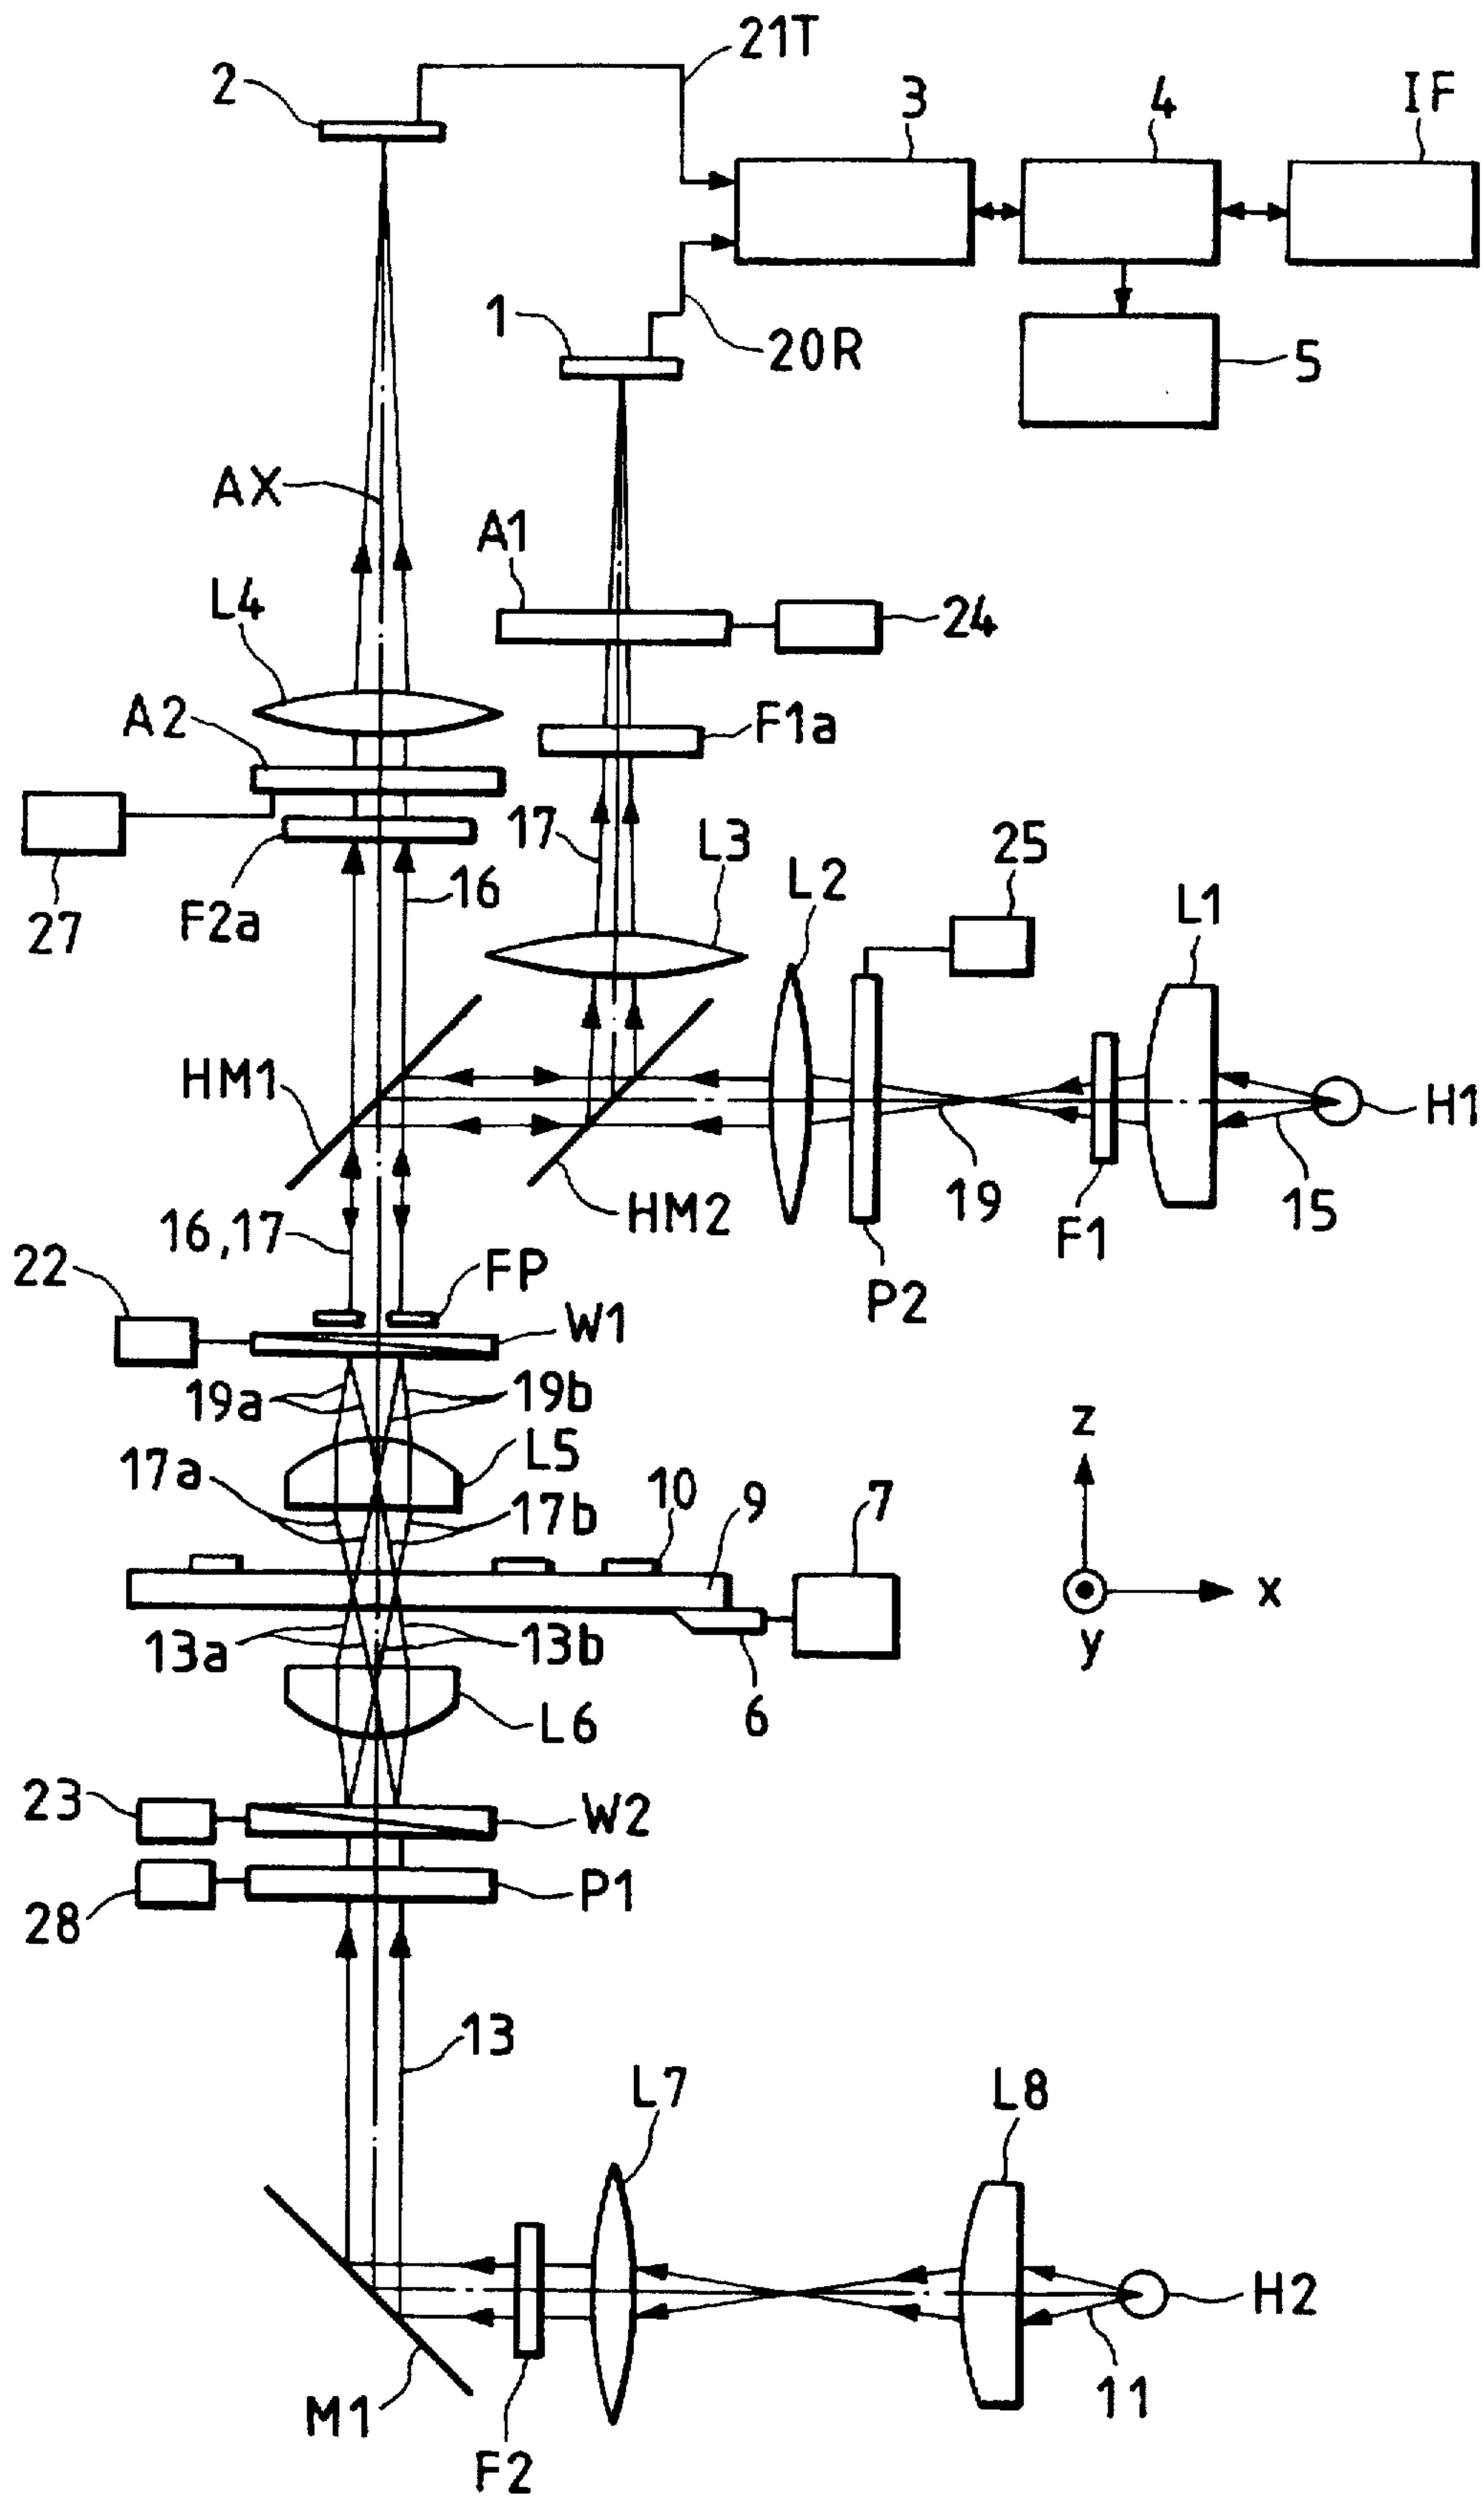 21T
2
3
4
IF
1
20R
5
AX
A1
L4
24
A2
F1a
17
L3
25
L2
L1
16
F2a
27
HM1
H1
HM2
19
F1
15
16,17
22
FP
P2
W1
19a
19b
z
L5
17a
10
9
7
17b
x
13a
13b
y
6
L6
23
W2
28
P1
13
L7
L8
H2
M1
11
F2